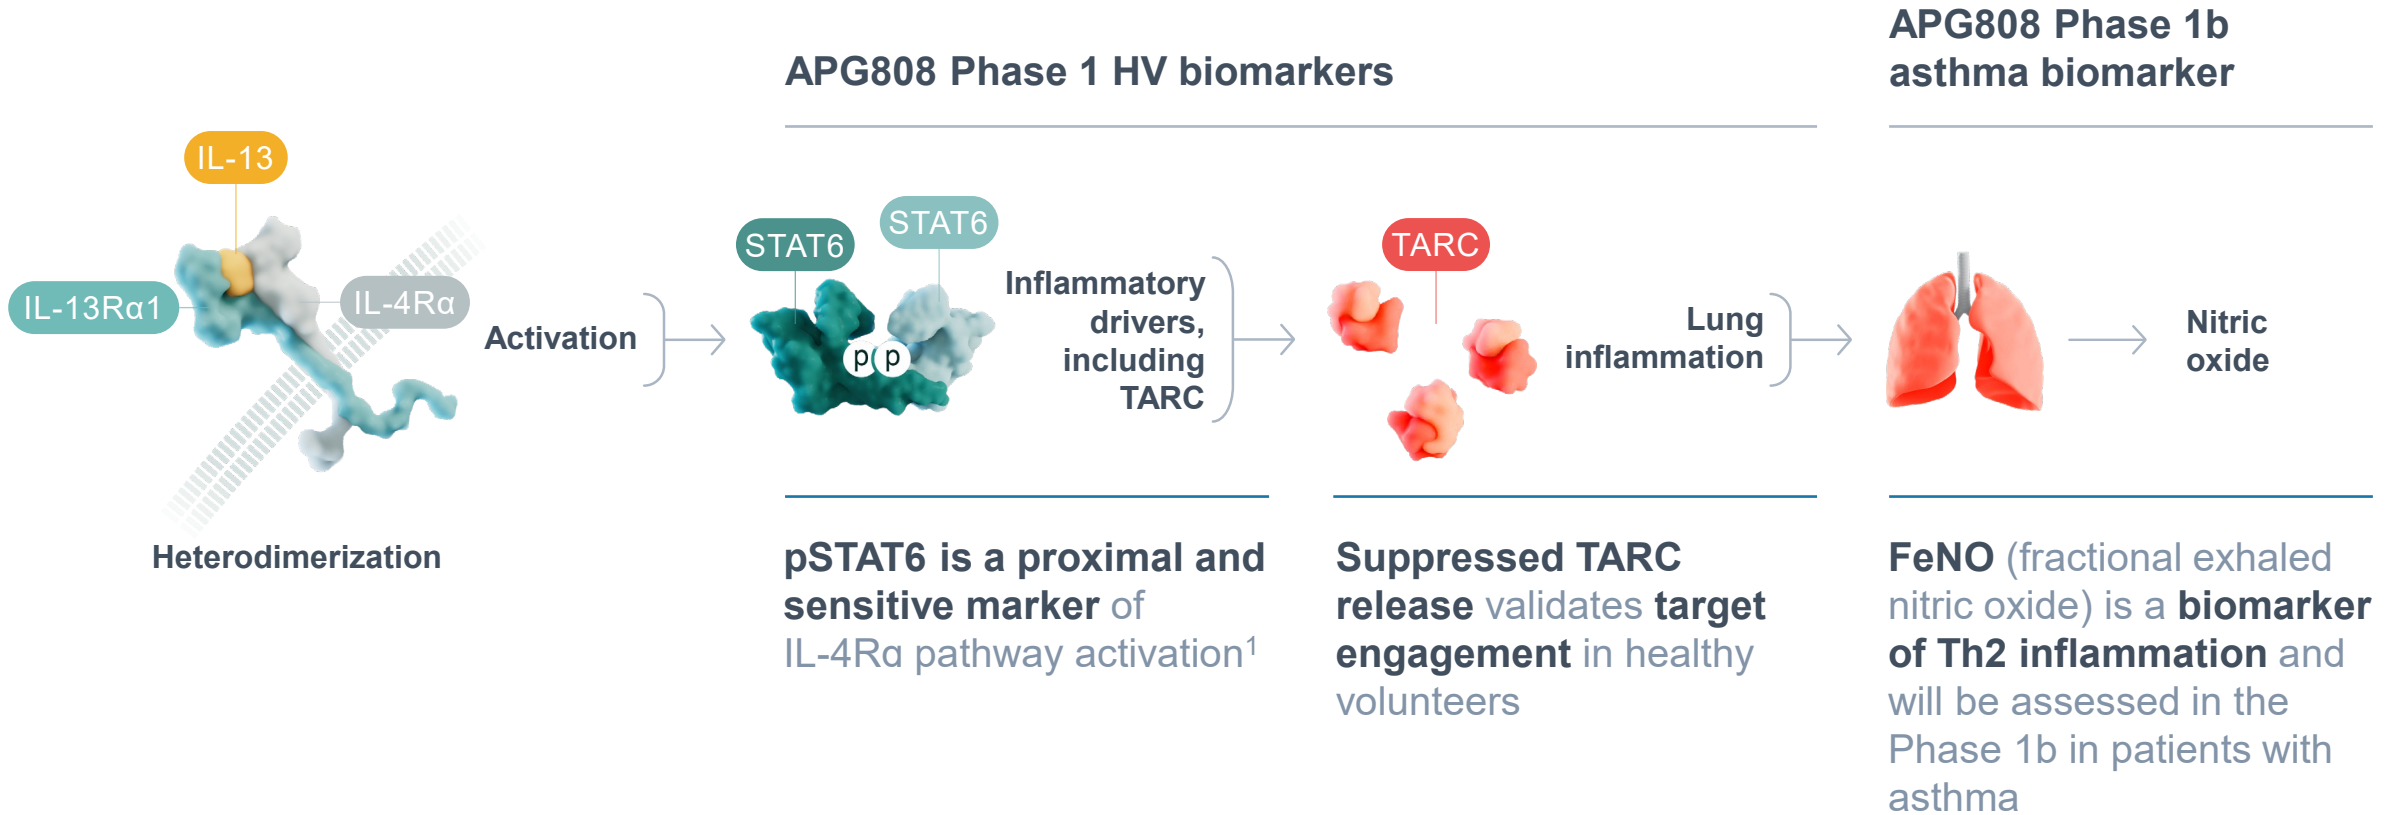 APG808 Phase 1 HV biomarkers
APG808 Phase 1b
asthma biomarker
IL-13
IL-13Rα1
IL-4Rα
Heterodimerization
Activation
STAT6
STAT6
p
p
Inflammatory
drivers,
including
TARC
TARC
Lung
inflammation
Nitric
oxide
pSTAT6 is a proximal and
sensitive marker of
IL-4Rα pathway activation¹
Suppressed TARC
release validates target
engagement in healthy
volunteers
FeNO (fractional exhaled
nitric oxide) is a biomarker
of Th2 inflammation and
will be assessed in the
Phase 1b in patients with
asthma